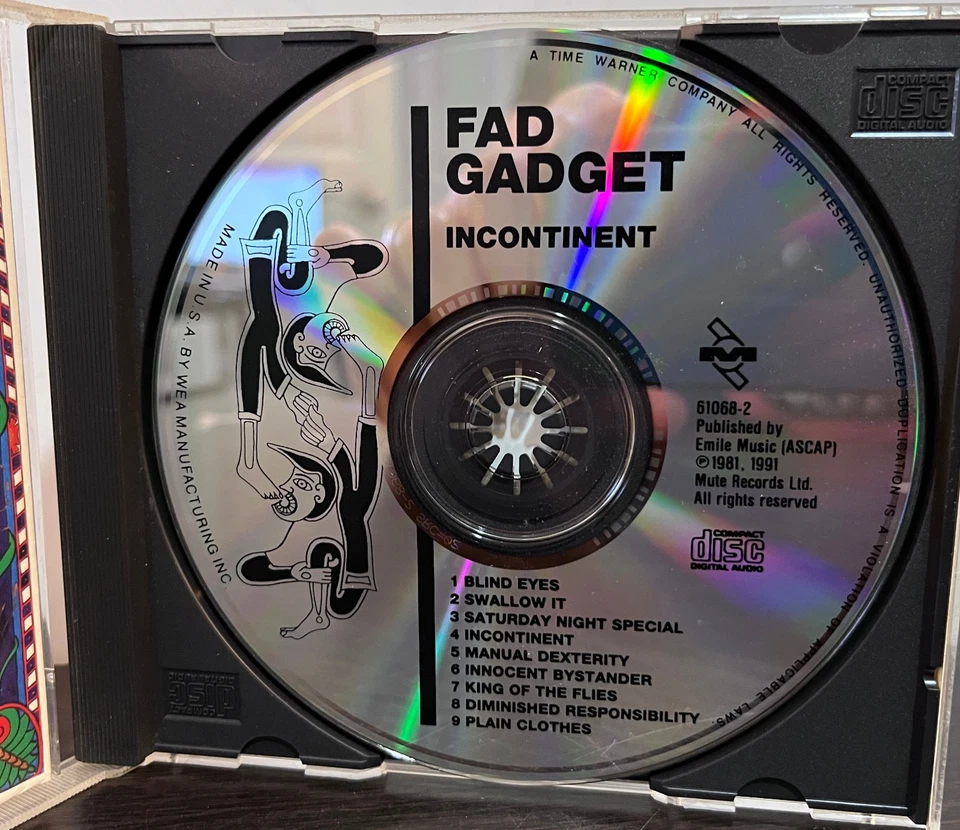 A TIME WARNER COMPANY ALL RIGHTS RESERVED. UNAUTHORIZED DUPLICATION IS A VIOLATION OF APPLICABLE LAWS.
COMPACT
disc
DIGITAL AUDIO
FAD
GADGET
INCONTINENT
MADE IN U.S.A. BY WEA MANUFACTURING INC
61068-2
Published by
Emile Music (ASCAP)
℗1981, 1991
Mute Records Ltd.
All rights reserved
COMPACT
disc
DIGITAL AUDIO
1 BLIND EYES
2 SWALLOW IT
3 SATURDAY NIGHT SPECIAL
4 INCONTINENT
5 MANUAL DEXTERITY
6 INNOCENT BYSTANDER
7 KING OF THE FLIES
8 DIMINISHED RESPONSIBILITY
9 PLAIN CLOTHES